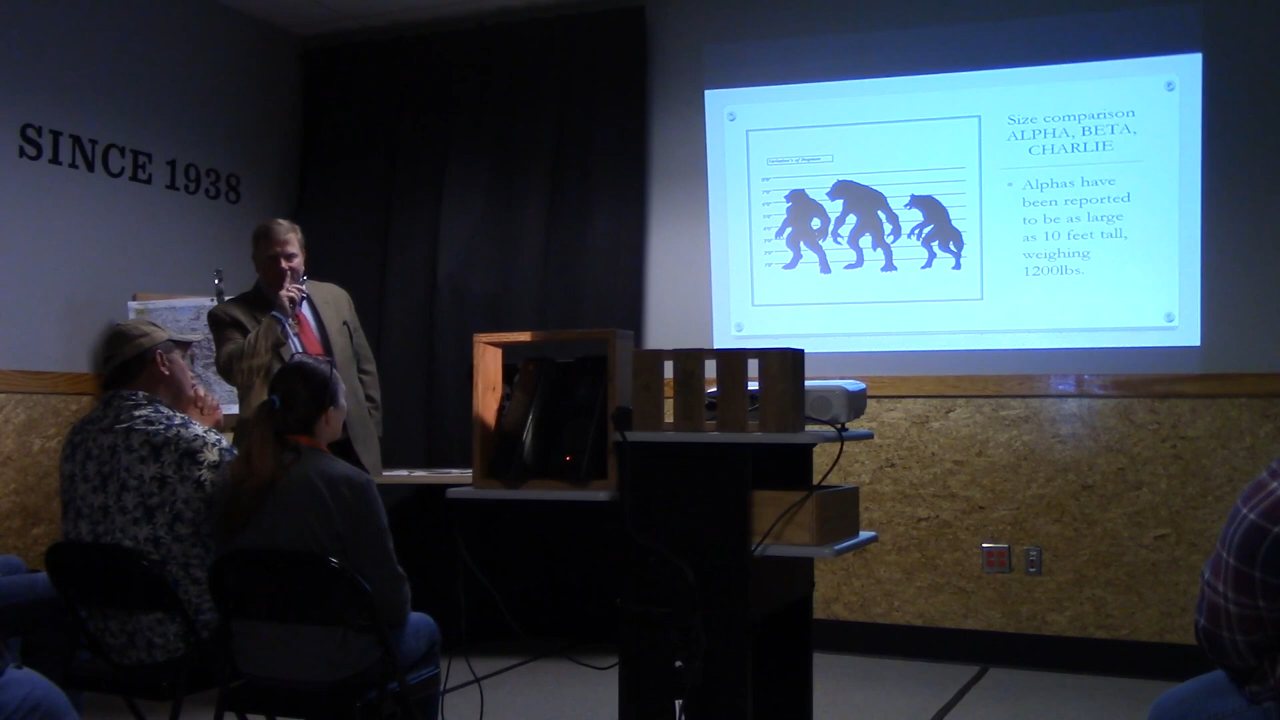 SINCE 1938
Size comparison
ALPHA, BETA,
CHARLIE
• Alphas have
been reported
to be as large
as 10 feet tall,
weighing
1200lbs.